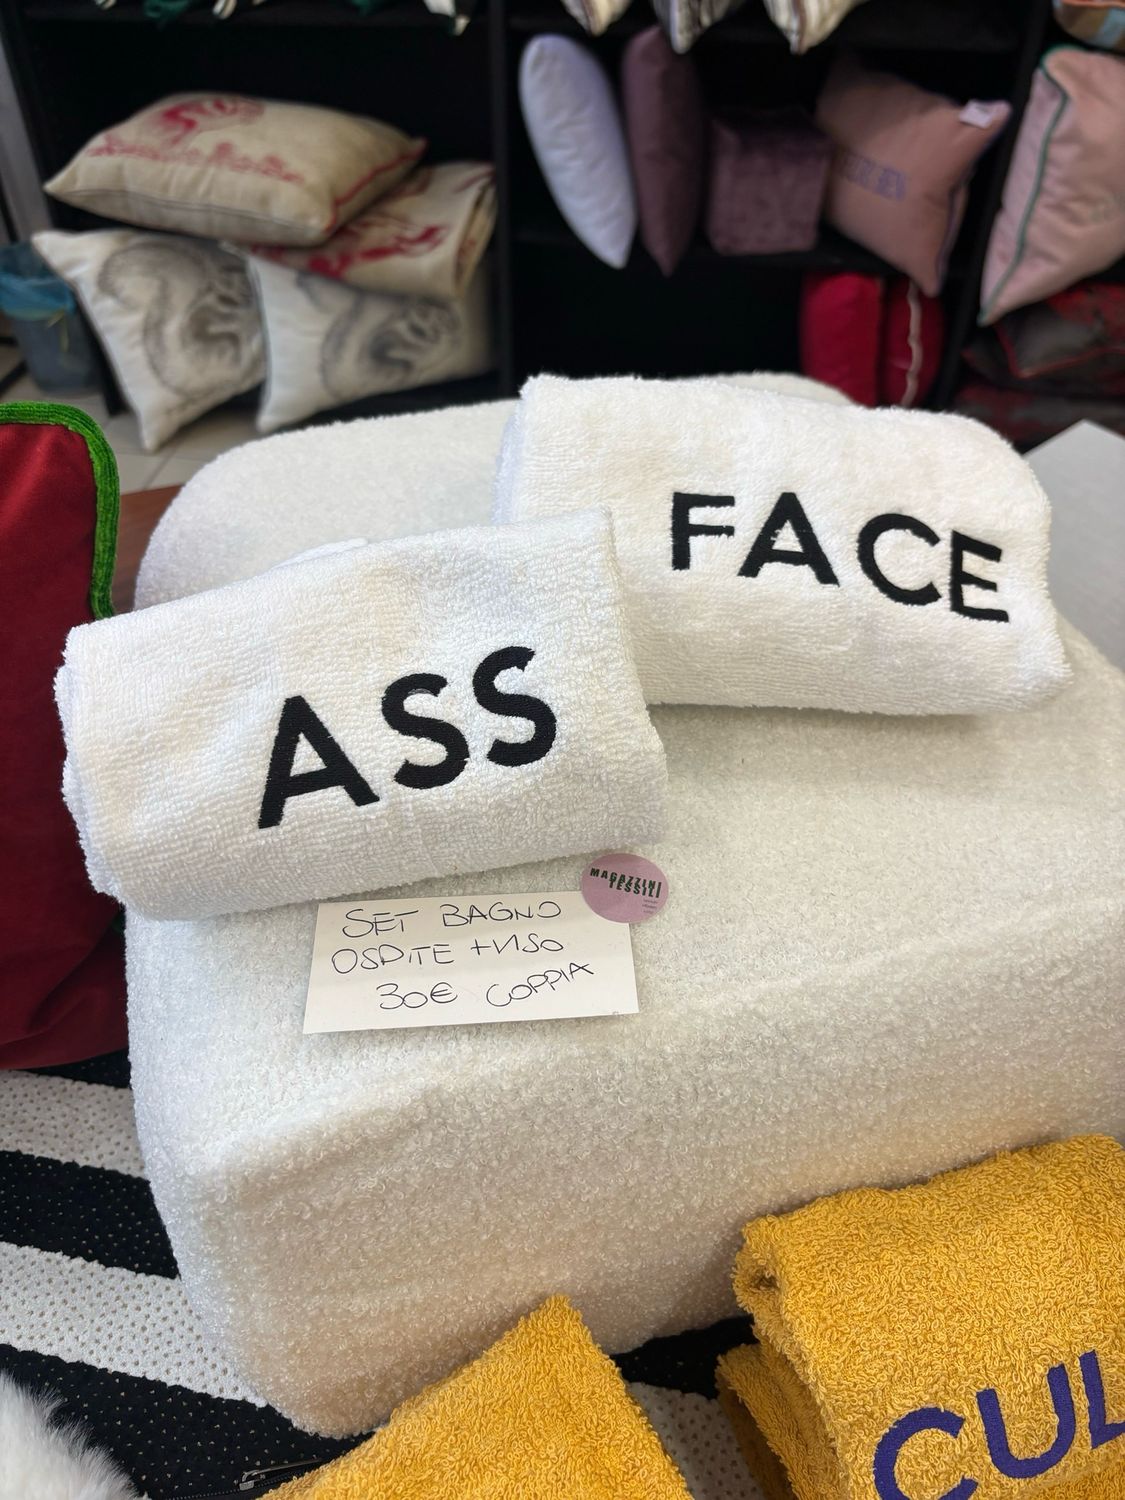 FACE
ASS
MAGAZZINI
TESSILI
SET BAGNO
OSPITE + VISO
30€ COPPIA
CUL